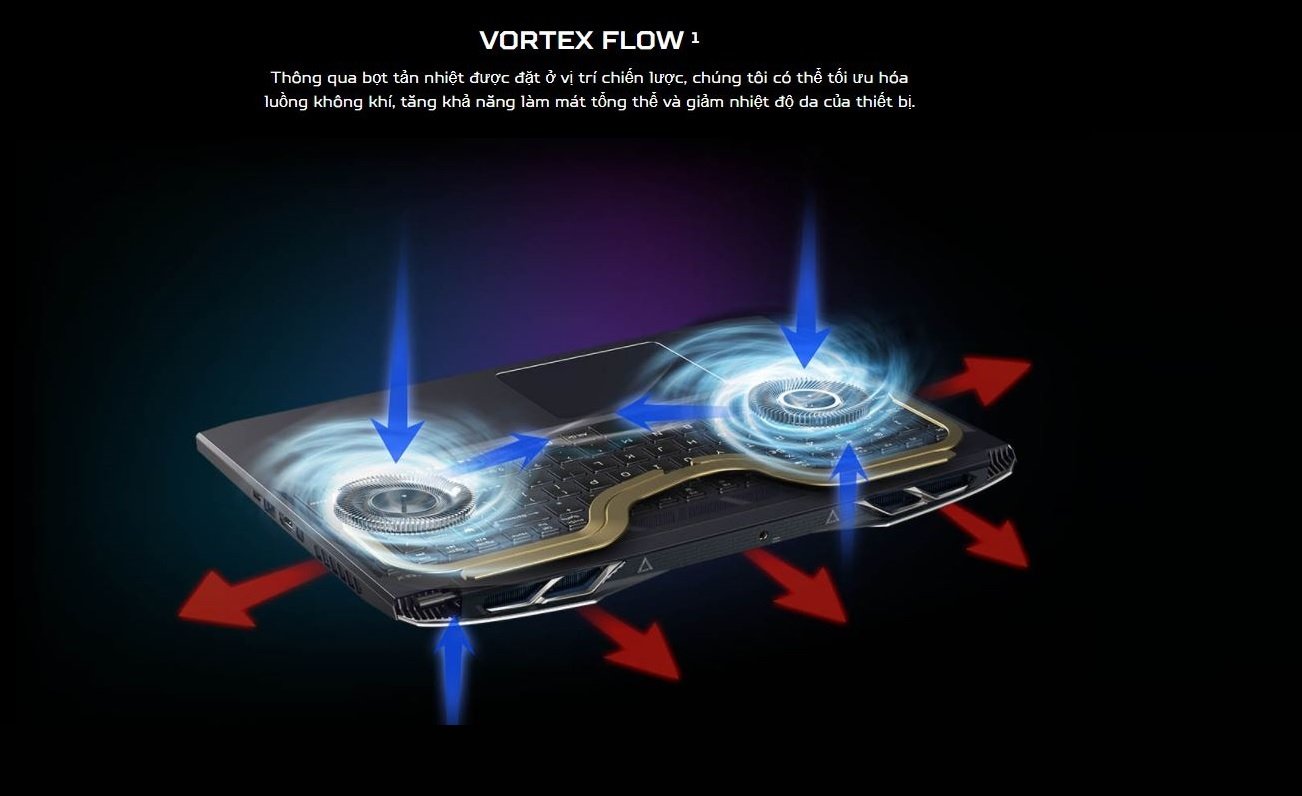 VORTEX FLOW 1
Thông qua bọt tản nhiệt được đặt ở vị trí chiến lược, chúng tôi có thể tối ưu hóa
luồng không khí, tăng khả năng làm mát tổng thể và giảm nhiệt độ da của thiết bị.